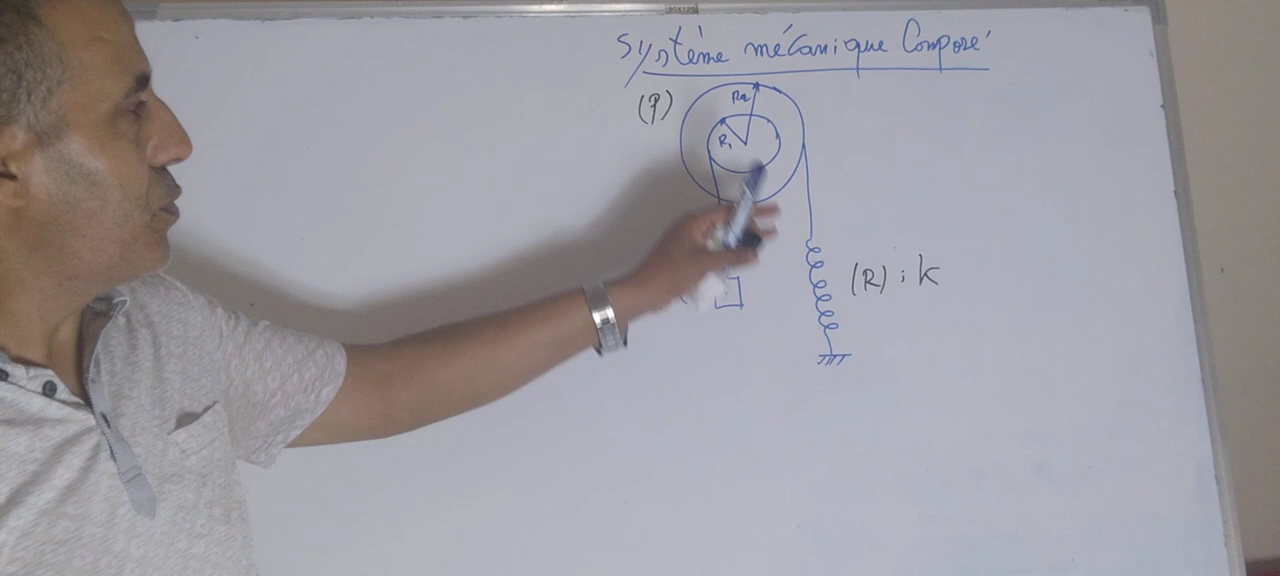 Système mécanique Composé
(P)
R2
R1
(R) ; k